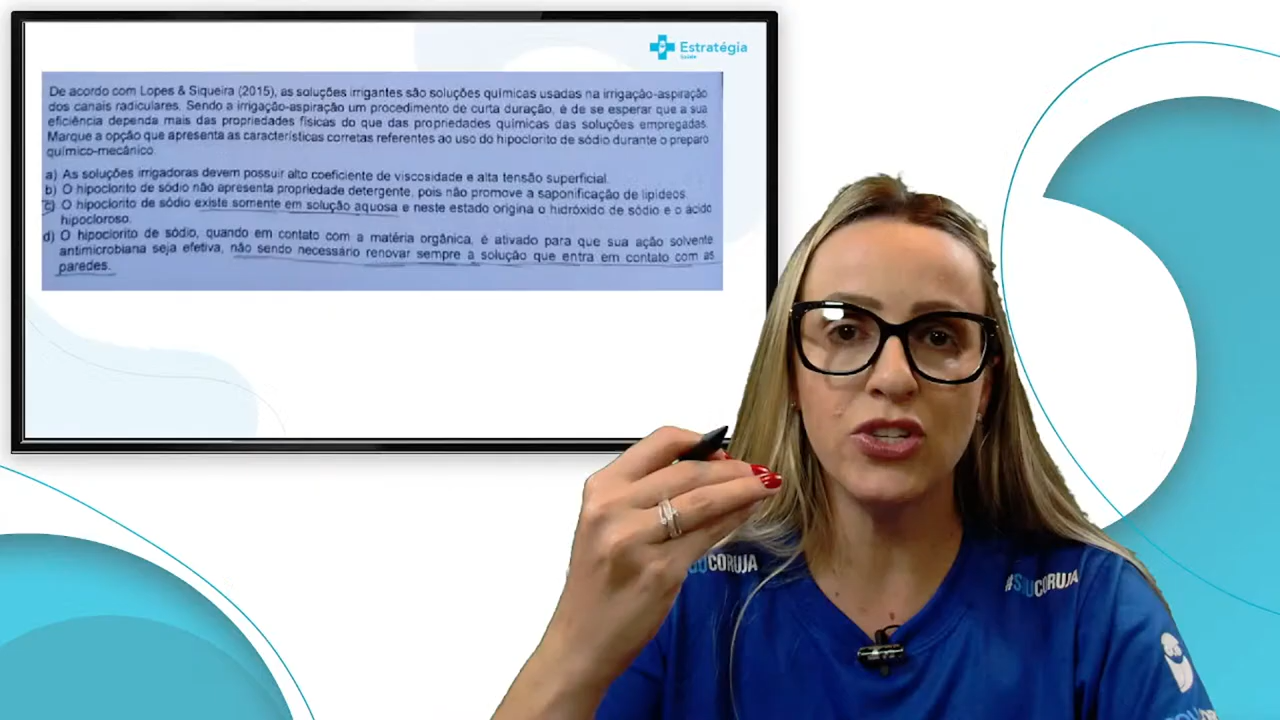 Estratégia
Saúde
De acordo com Lopes & Siqueira (2015), as soluções irrigantes são soluções químicas usadas na irrigação-aspiração
dos canais radiculares. Sendo a irrigação-aspiração um procedimento de curta duração, é de se esperar que a sua
eficiência dependa mais das propriedades físicas do que das propriedades químicas das soluções empregadas.
Marque a opção que apresenta as características corretas referentes ao uso do hipoclorito de sódio durante o preparo
químico-mecânico.
a) As soluções irrigadoras devem possuir alto coeficiente de viscosidade e alta tensão superficial.
b) O hipoclorito de sódio não apresenta propriedade detergente, pois não promove a saponificação de lipídeos.
c) O hipoclorito de sódio existe somente em solução aquosa e neste estado origina o hidróxido de sódio e o ácido
hipocloroso.
d) O hipoclorito de sódio, quando em contato com a matéria orgânica, é ativado para que sua ação solvente
antimicrobiana seja efetiva, não sendo necessário renovar sempre a solução que entra em contato com as
paredes.
CORUJA
#SOUCORUJA